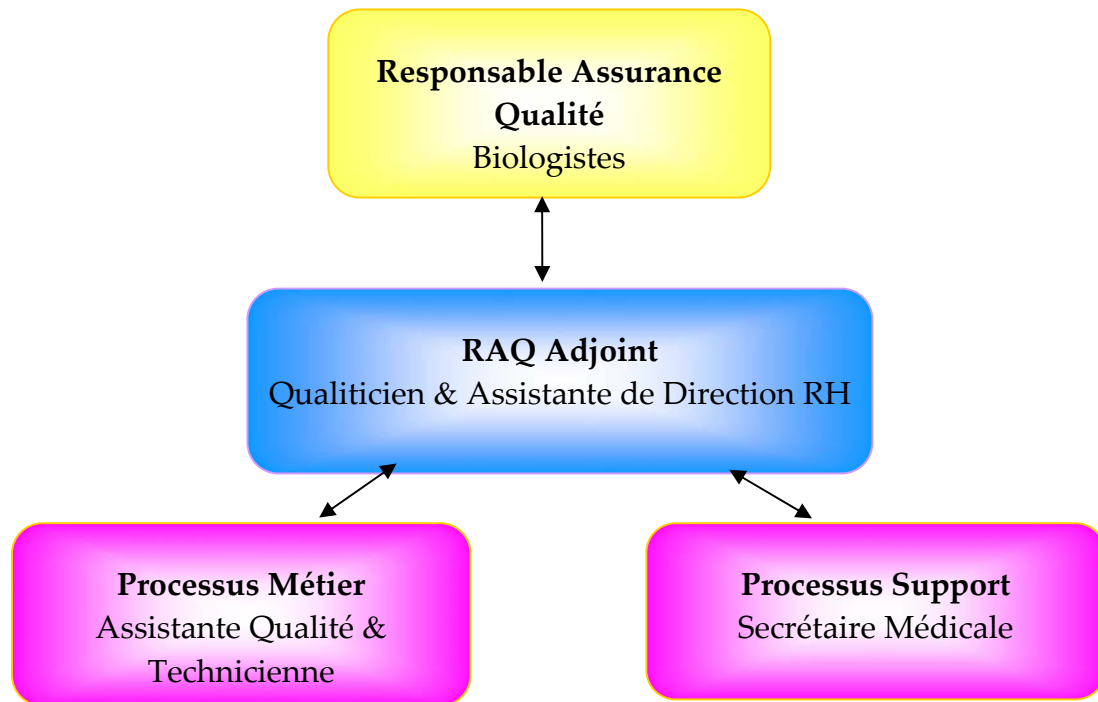 Responsable Assurance
Qualité
Biologistes
RAQ Adjoint
Qualiticien & Assistante de Direction RH
Processus Métier
Assistante Qualité &
Technicienne
Processus Support
Secrétaire Médicale